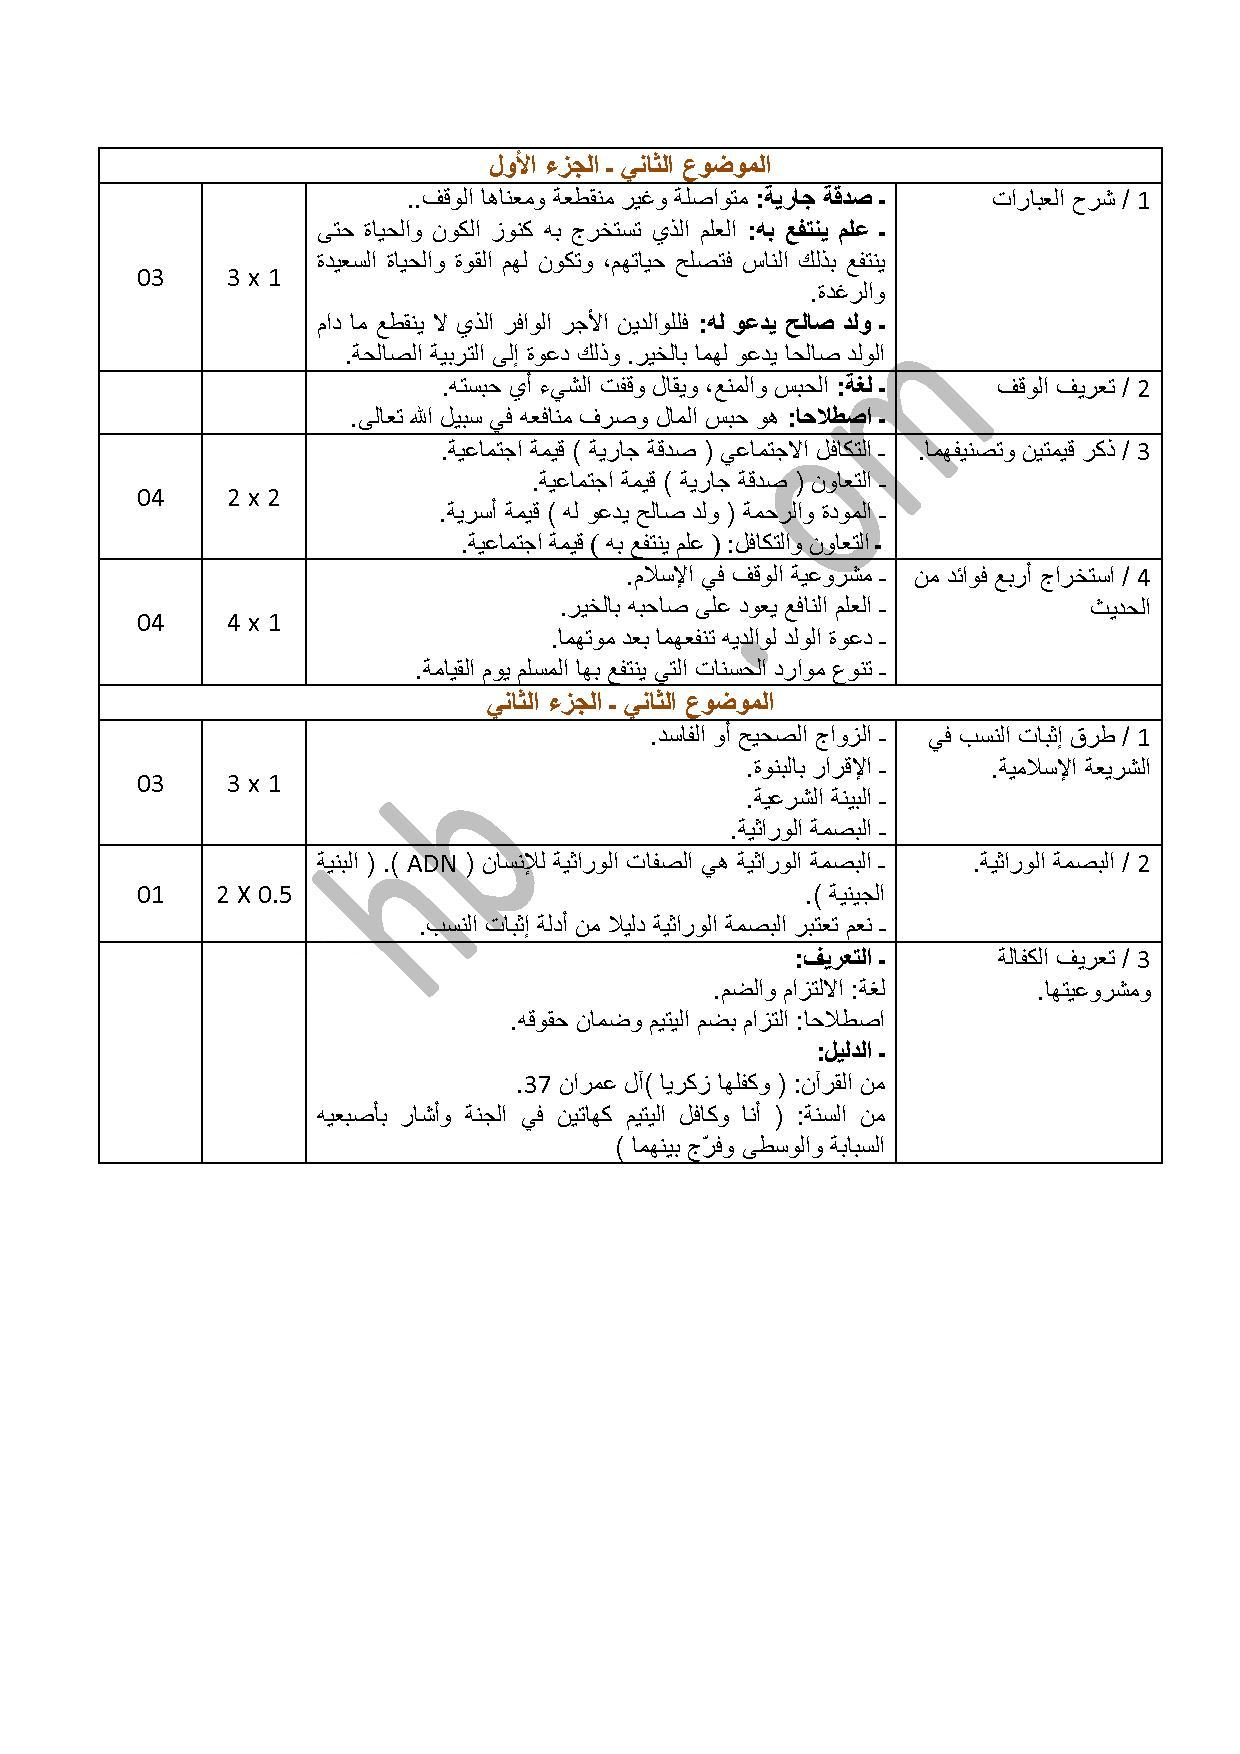 الموضوع الثاني ـ الجزء الأول
1 / شرح العبارات
ـ صدقة جارية: متواصلة وغير منقطعة ومعناها الوقف..
ـ علم ينتفع به: العلم الذي تستخرج به كنوز الكون والحياة حتى
ينتفع بذلك الناس فتصلح حياتهم، وتكون لهم القوة والحياة السعيدة
والرغدة.
ـ ولد صالح يدعو له: فللوالدين الأجر الوافر الذي لا ينقطع ما دام
الولد صالحا يدعو لهما بالخير. وذلك دعوة إلى التربية الصالحة.
3 x 1
03
2 / تعريف الوقف
ـ لغة: الحبس والمنع، ويقال وقفت الشيء أي حبسته.
ـ اصطلاحا: هو حبس المال وصرف منافعه في سبيل الله تعالى.
3 / ذكر قيمتين وتصنيفهما.
ـ التكافل الاجتماعي ( صدقة جارية ) قيمة اجتماعية.
ـ التعاون ( صدقة جارية ) قيمة اجتماعية.
ـ المودة والرحمة ( ولد صالح يدعو له ) قيمة أسرية.
ـ التعاون والتكافل: ( علم ينتفع به ) قيمة اجتماعية.
2 x 2
04
4 / استخراج أربع فوائد من
الحديث
ـ مشروعية الوقف في الإسلام.
ـ العلم النافع يعود على صاحبه بالخير.
ـ دعوة الولد لوالديه تنفعهما بعد موتهما.
ـ تنوع موارد الحسنات التي ينتفع بها المسلم يوم القيامة.
4 x 1
04
الموضوع الثاني ـ الجزء الثاني
1 / طرق إثبات النسب في
الشريعة الإسلامية.
ـ الزواج الصحيح أو الفاسد.
ـ الإقرار بالبنوة.
ـ البينة الشرعية.
ـ البصمة الوراثية.
3 x 1
03
2 / البصمة الوراثية.
ـ البصمة الوراثية هي الصفات الوراثية للإنسان ( ADN ). ( البنية
الجينية ).
ـ نعم تعتبر البصمة الوراثية دليلا من أدلة إثبات النسب.
2 X 0.5
01
3 / تعريف الكفالة
ومشروعيتها.
ـ التعريف:
لغة: الالتزام والضم.
اصطلاحا: التزام بضم اليتيم وضمان حقوقه.
ـ الدليل:
من القرآن: ( وكفلها زكريا )آل عمران 37.
من السنة: ( أنا وكافل اليتيم كهاتين في الجنة وأشار بأصبعيه
السبابة والوسطى وفرّج بينهما )
hb
.om